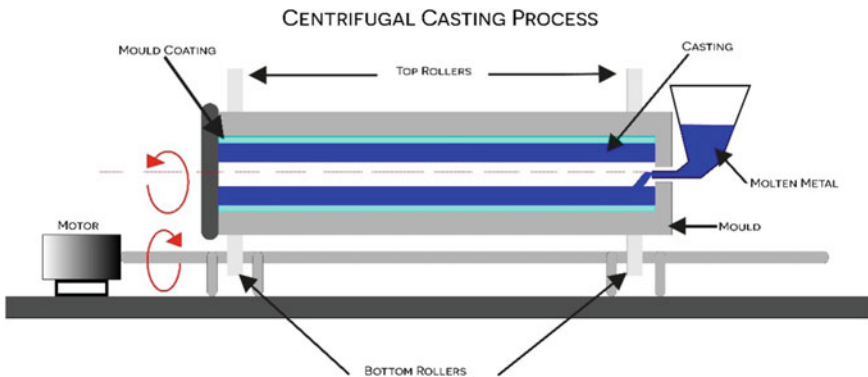 CENTRIFUGAL CASTING PROCESS
MOULD COATING
TOP ROLLERS
CASTING
MOLTEN METAL
MOULD
MOTOR
BOTTOM ROLLERS